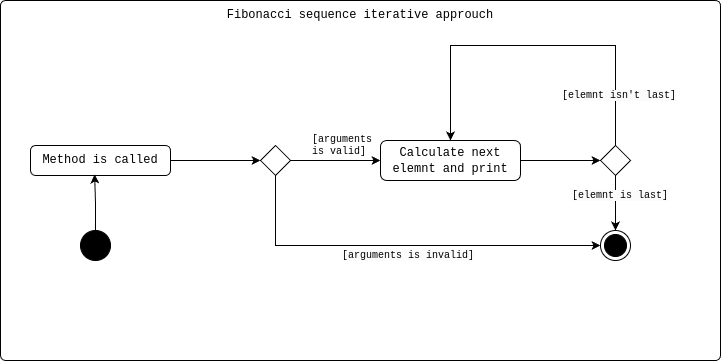 Fibonacci sequence iterative approuch
[elemnt isn't last]
[arguments
is valid]
Method is called
Calculate next
elemnt and print
[elemnt is last]
[arguments is invalid]